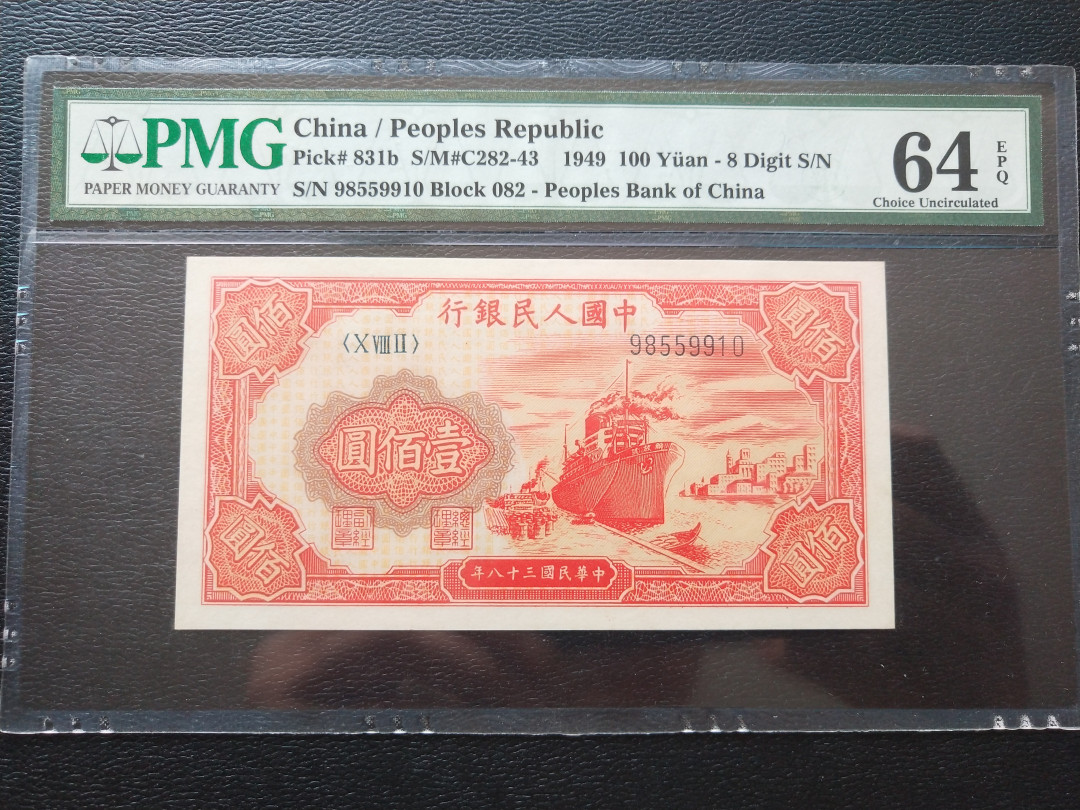 PMG
PAPER MONEY GUARANTY
China / Peoples Republic
Pick# 831b S/M#C282-43 1949 100 Yüan - 8 Digit S/N
S/N 98559910 Block 082 - Peoples Bank of China
64
EPQ
Choice Uncirculated
行銀民人國中
〈X VIII II〉
98559910
圓佰
圓佰
圓佰壹
圓佰
圓佰
年八十三國民華中